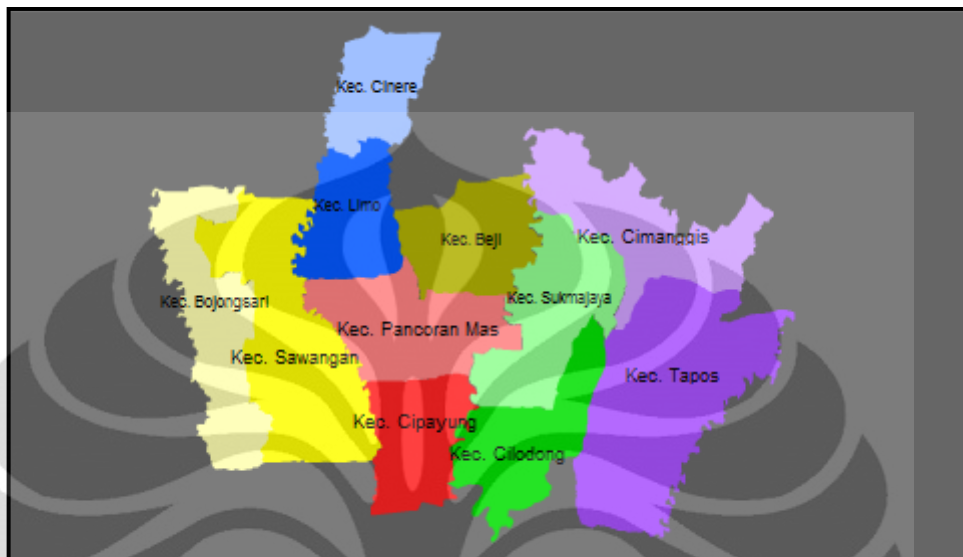 Kec. Cinere
Kec. Limo
Kec. Beji
Kec. Cimanggis
Kec. Bojongsari
Kec. Sukmajaya
Kec. Pancoran Mas
Kec. Sawangan
Kec. Tapos
Kec. Cipayung
Kec. Cilodong